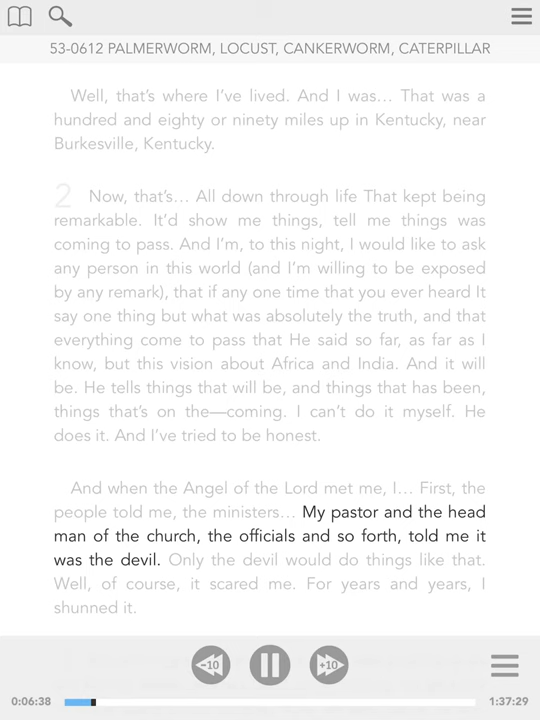 53-0612 PALMERWORM, LOCUST, CANKERWORM, CATERPILLAR
Well, that's where I've lived. And I was… That was a
hundred and eighty or ninety miles up in Kentucky, near
Burkesville, Kentucky.
2 Now, that's… All down through life That kept being
remarkable. It'd show me things, tell me things was
coming to pass. And I'm, to this night, I would like to ask
any person in this world (and I'm willing to be exposed
by any remark), that if any one time that you ever heard It
say one thing but what was absolutely the truth, and that
everything come to pass that He said so far, as far as I
know, but this vision about Africa and India. And it will
be. He tells things that will be, and things that has been,
things that's on the—coming. I can't do it myself. He
does it. And I've tried to be honest.
And when the Angel of the Lord met me, I… First, the
people told me, the ministers… My pastor and the head
man of the church, the officials and so forth, told me it
was the devil. Only the devil would do things like that.
Well, of course, it scared me. For years and years, I
shunned it.
-10 +10
0:06:38 1:37:29